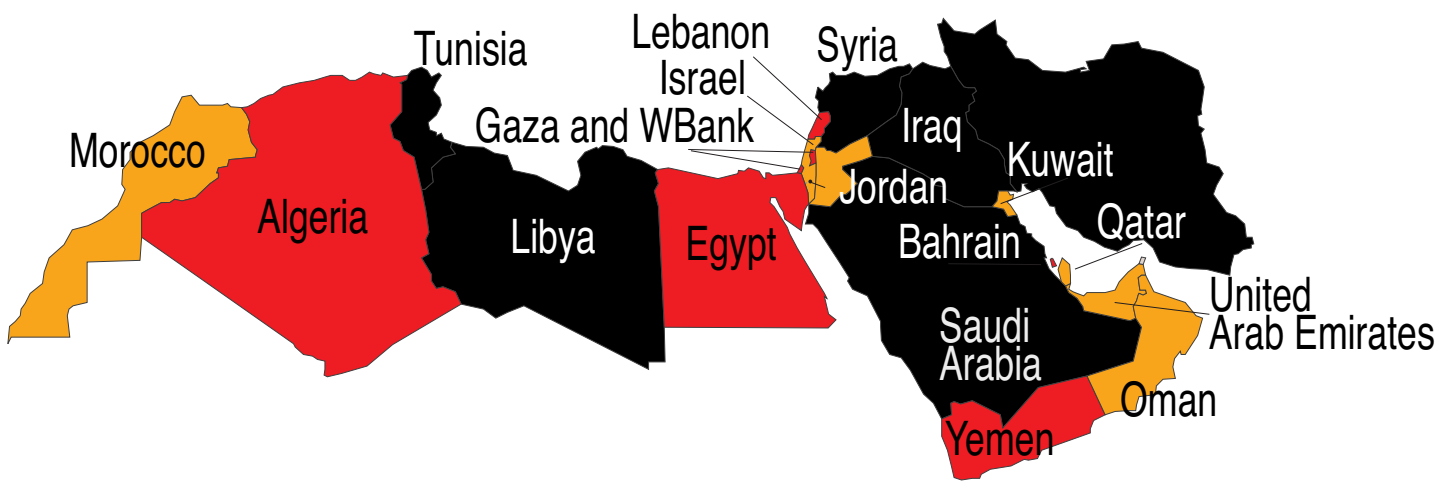 Lebanon
Syria
Tunisia
Israel
Gaza and WBank
Iraq
Morocco
Kuwait
Jordan
Algeria
Qatar
Libya
Egypt
Bahrain
United
Arab Emirates
Saudi
Arabia
Oman
Yemen